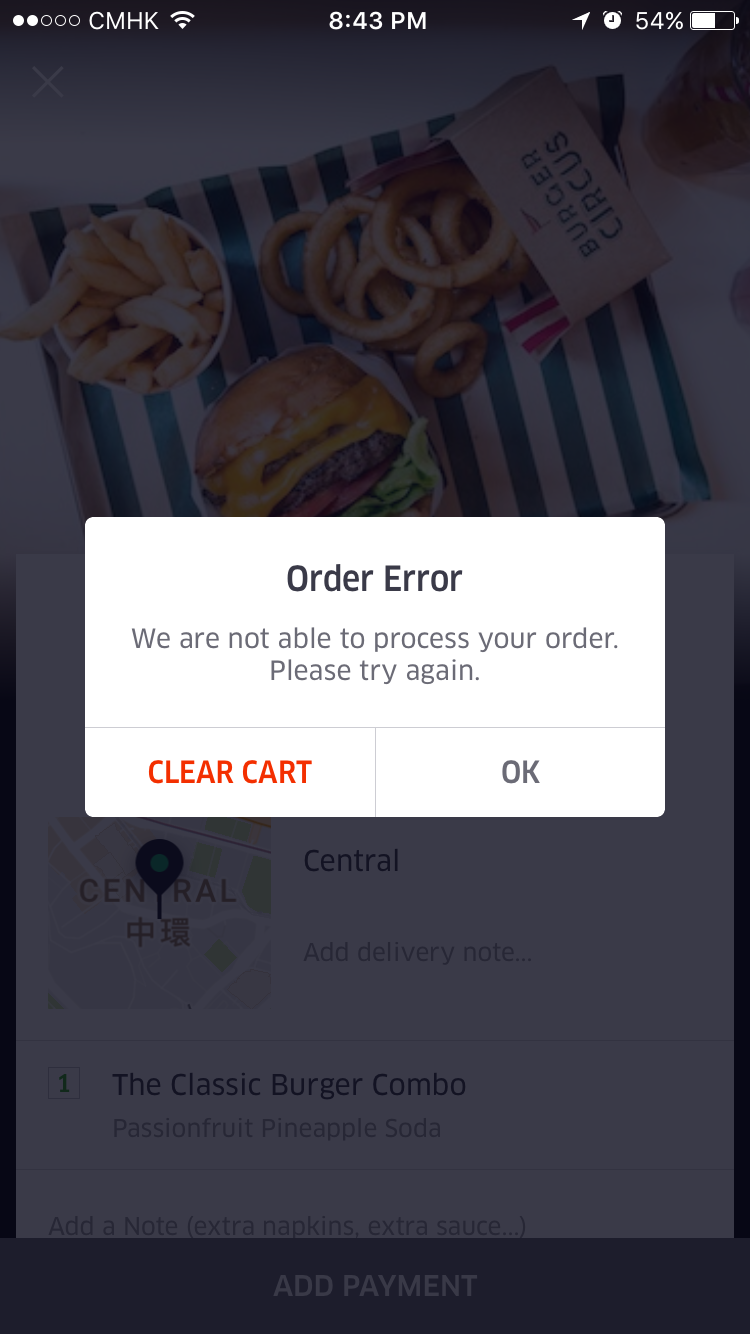 CMHK 8:43 PM 54%
BURGER
CIRCUS
Order Error
We are not able to process your order.
Please try again.
CLEAR CART OK
CENTRAL
中環
Central
Add delivery note...
1 The Classic Burger Combo
Passionfruit Pineapple Soda
Add a Note (extra napkins, extra sauce...)
ADD PAYMENT